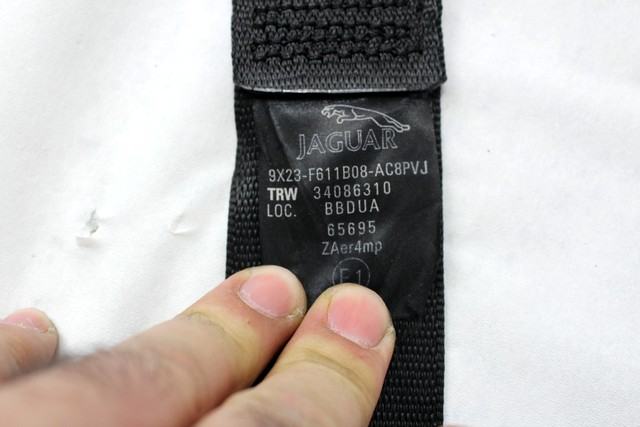 JAGUAR
9X23-F611B08-AC8PVJ
TRW 34086310
LOC. BBDUA
65695
ZAer4mp
E1